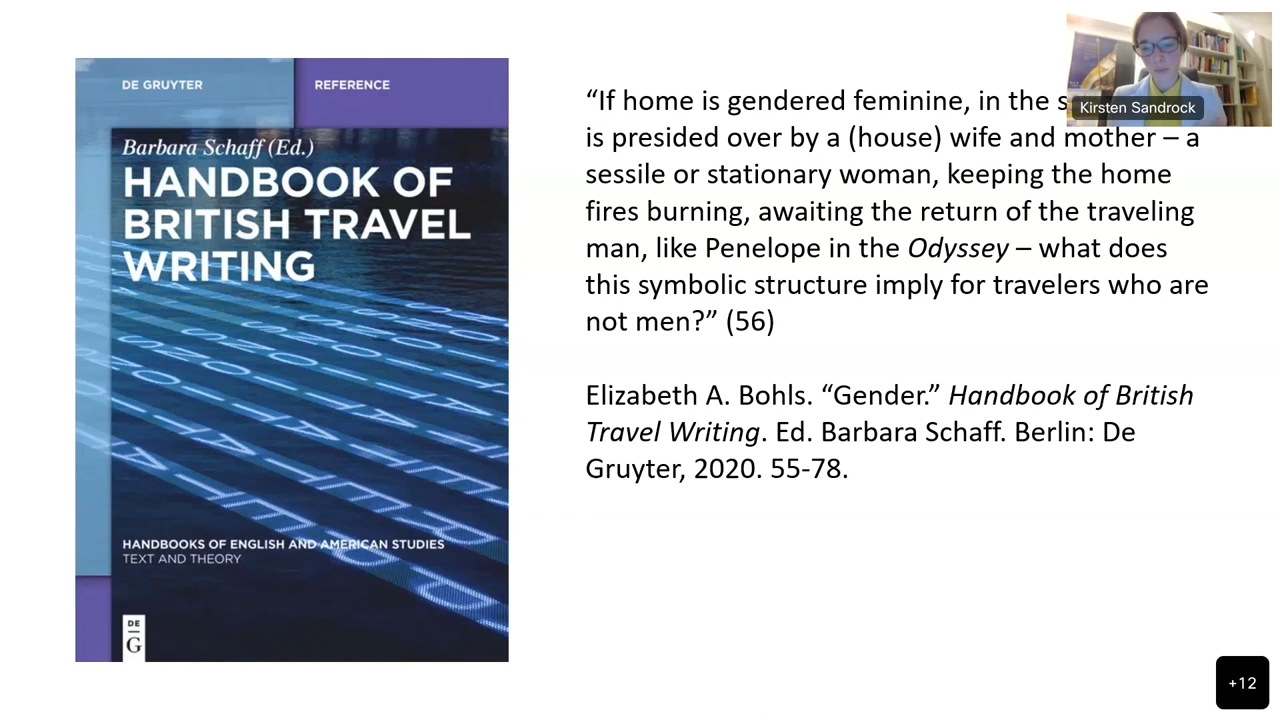 DE GRUYTER
REFERENCE
Barbara Schaff (Ed.)
HANDBOOK OF
BRITISH TRAVEL
WRITING
HANDBOOKS OF ENGLISH AND AMERICAN STUDIES
TEXT AND THEORY
DE
G
“If home is gendered feminine, in the
is presided over by a (house) wife and mother – a
sessile or stationary woman, keeping the home
fires burning, awaiting the return of the traveling
man, like Penelope in the Odyssey – what does
this symbolic structure imply for travelers who are
not men?” (56)
Elizabeth A. Bohls. “Gender.” Handbook of British
Travel Writing. Ed. Barbara Schaff. Berlin: De
Gruyter, 2020. 55-78.
Kirsten Sandrock
+12